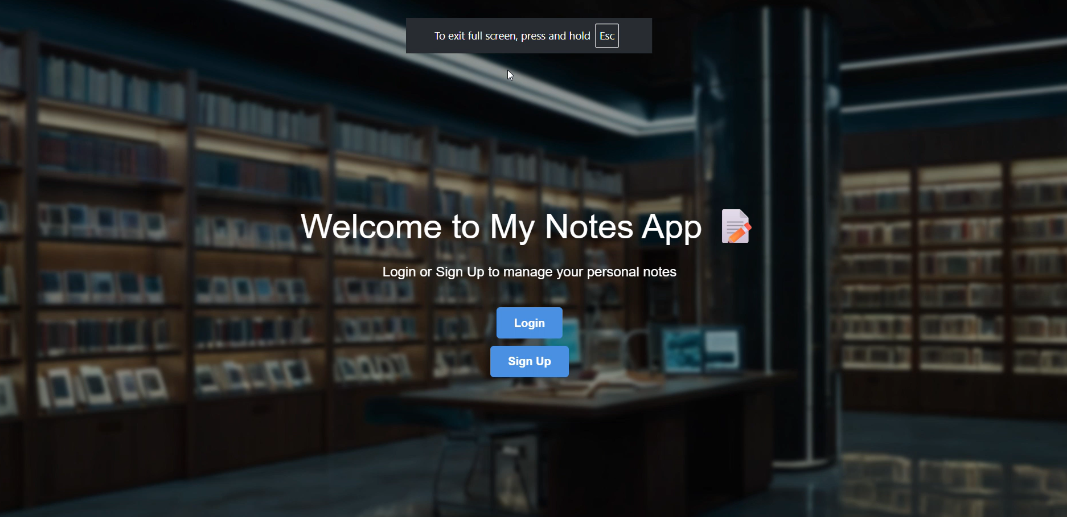 To exit full screen, press and hold Esc
Welcome to My Notes App
Login or Sign Up to manage your personal notes
Login
Sign Up